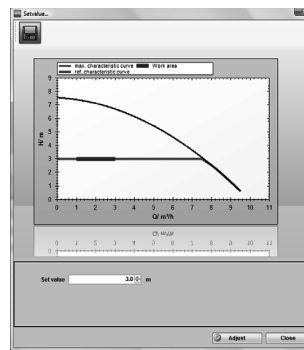 Setvalue...
max. characteristic curve Work area
ref. characteristic curve
H/ m
9
8
7
6
5
4
3
2
1
0
0 1 2 3 4 5 6 7 8 9 10 11
Q/ m³/h
Set value 3.0 m
Adjust Close